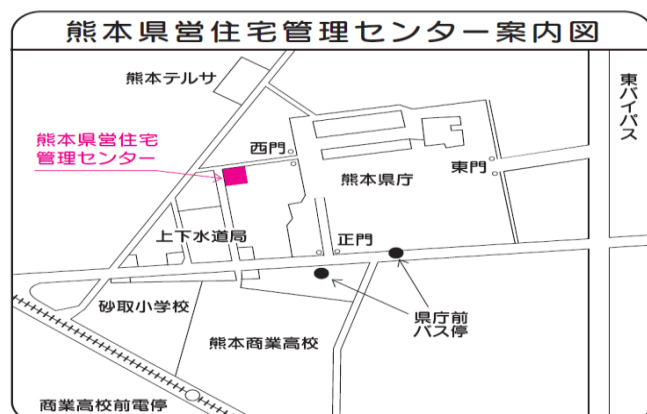 熊本県営住宅管理センター案内図
熊本テルサ
東バイパス
熊本県営住宅
管理センター
西門
熊本県庁
東門
上下水道局
正門
砂取小学校
県庁前
バス停
熊本商業高校
商業高校前電停